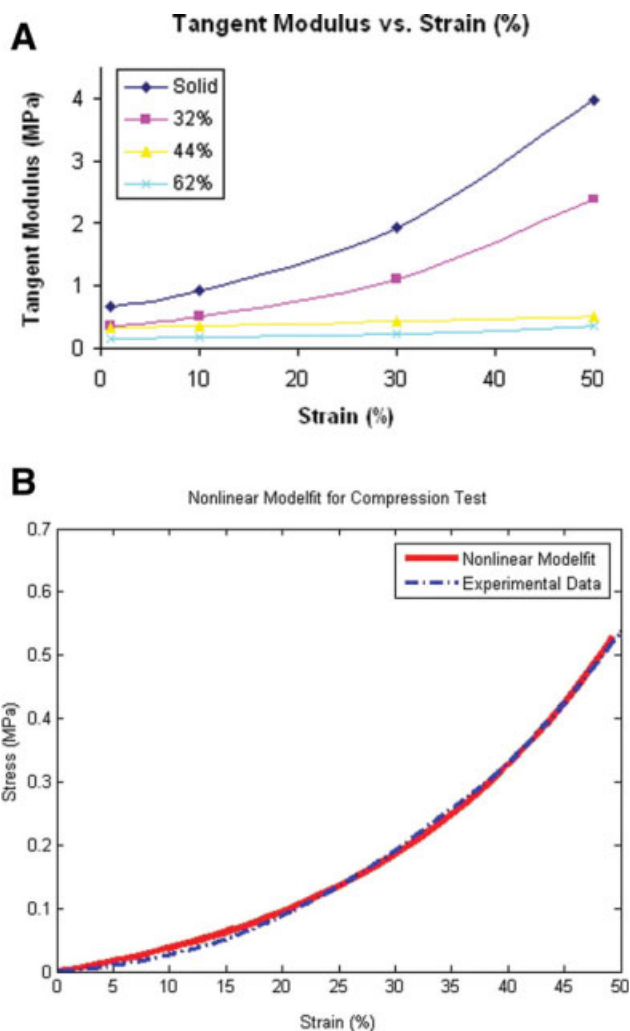 Tangent Modulus vs. Strain (%)
A
Tangent Modulus (MPa)
4
3
2
1
0
Solid
32%
44%
62%
0 10 20 30 40 50
Strain (%)
B
Nonlinear Modelfit for Compression Test
Stress (MPa)
0.7
0.6
0.5
0.4
0.3
0.2
0.1
0
Nonlinear Modelfit
Experimental Data
0 5 10 15 20 25 30 35 40 45 50
Strain (%)